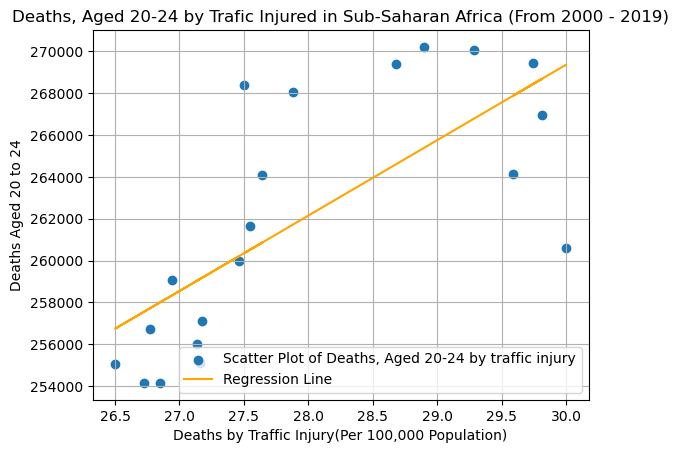 Deaths, Aged 20-24 by Trafic Injured in Sub-Saharan Africa (From 2000 - 2019)
270000
268000
266000
264000
262000
260000
258000
256000
254000
Deaths Aged 20 to 24
Scatter Plot of Deaths, Aged 20-24 by traffic injury
Regression Line
26.5 27.0 27.5 28.0 28.5 29.0 29.5 30.0
Deaths by Traffic Injury(Per 100,000 Population)